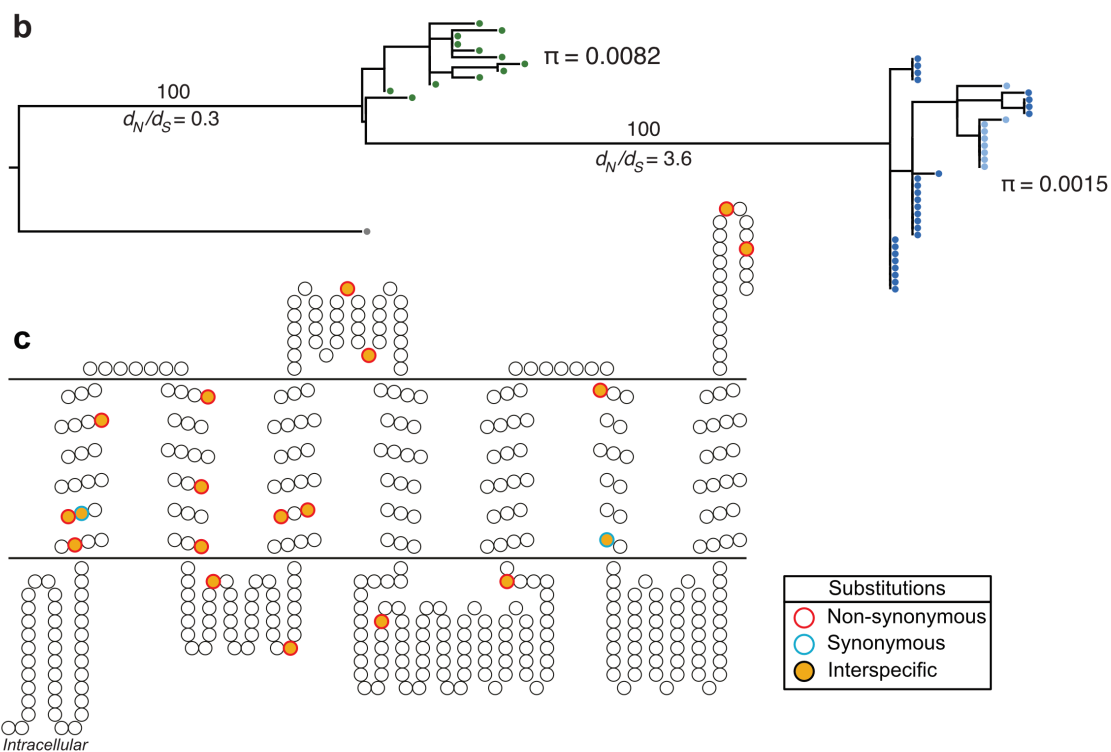 b
π = 0.0082
100
dN/dS = 0.3
100
dN/dS = 3.6
π = 0.0015
c
Substitutions
Non-synonymous
Synonymous
Interspecific
Intracellular